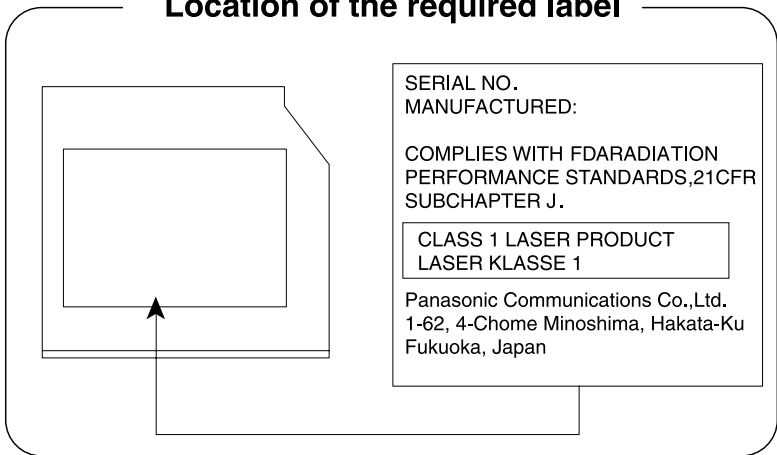 Location of the required label
SERIAL NO.
MANUFACTURED:
COMPLIES WITH FDARADIATION
PERFORMANCE STANDARDS,21CFR
SUBCHAPTER J.
CLASS 1 LASER PRODUCT
LASER KLASSE 1
Panasonic Communications Co.,Ltd.
1-62, 4-Chome Minoshima, Hakata-Ku
Fukuoka, Japan